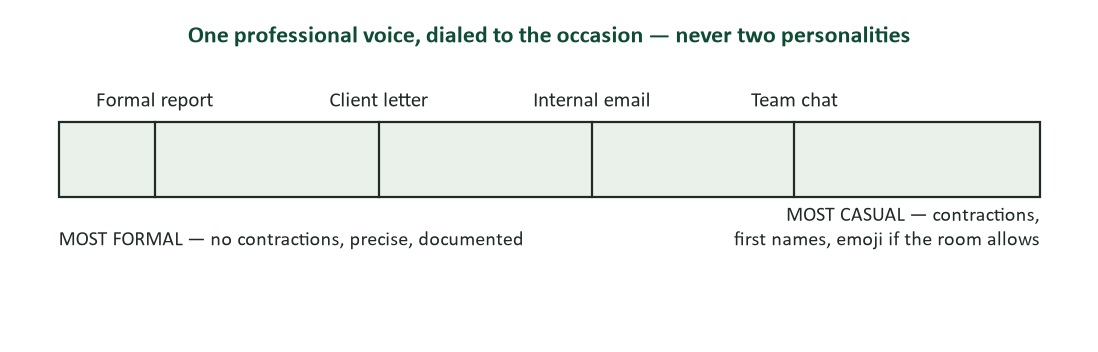 One professional voice, dialed to the occasion — never two personalities
Formal report
Client letter
Internal email
Team chat
MOST FORMAL — no contractions, precise, documented
MOST CASUAL — contractions,
first names, emoji if the room allows